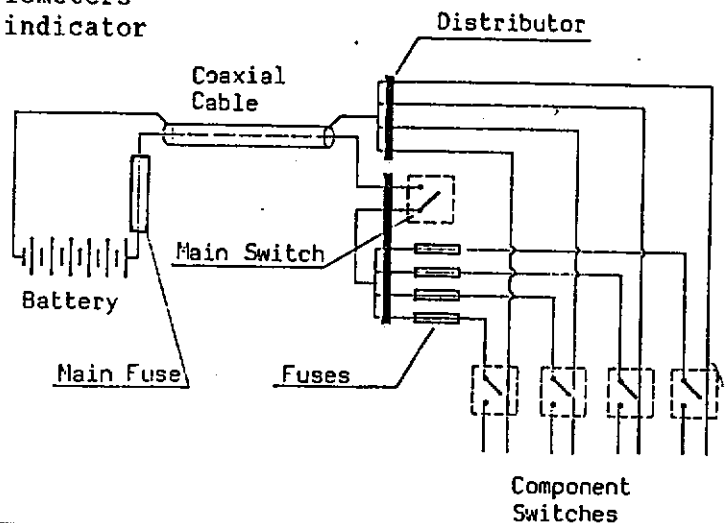 indicator
Distributor
Coaxial
Cable
Main Switch
Battery
Main Fuse
Fuses
Component
Switches